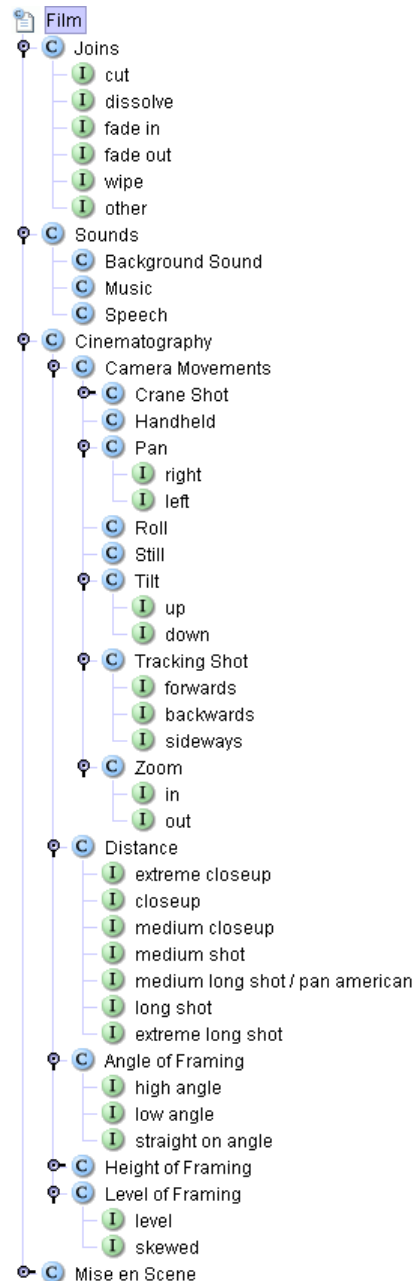 Film
C Joins
I cut
I dissolve
I fade in
I fade out
I wipe
I other
C Sounds
C Background Sound
C Music
C Speech
C Cinematography
C Camera Movements
C Crane Shot
C Handheld
C Pan
I right
I left
C Roll
C Still
C Tilt
I up
I down
C Tracking Shot
I forwards
I backwards
I sideways
C Zoom
I in
I out
C Distance
I extreme closeup
I closeup
I medium closeup
I medium shot
I medium long shot / pan american
I long shot
I extreme long shot
C Angle of Framing
I high angle
I low angle
I straight on angle
C Height of Framing
C Level of Framing
I level
I skewed
C Mise en Scene